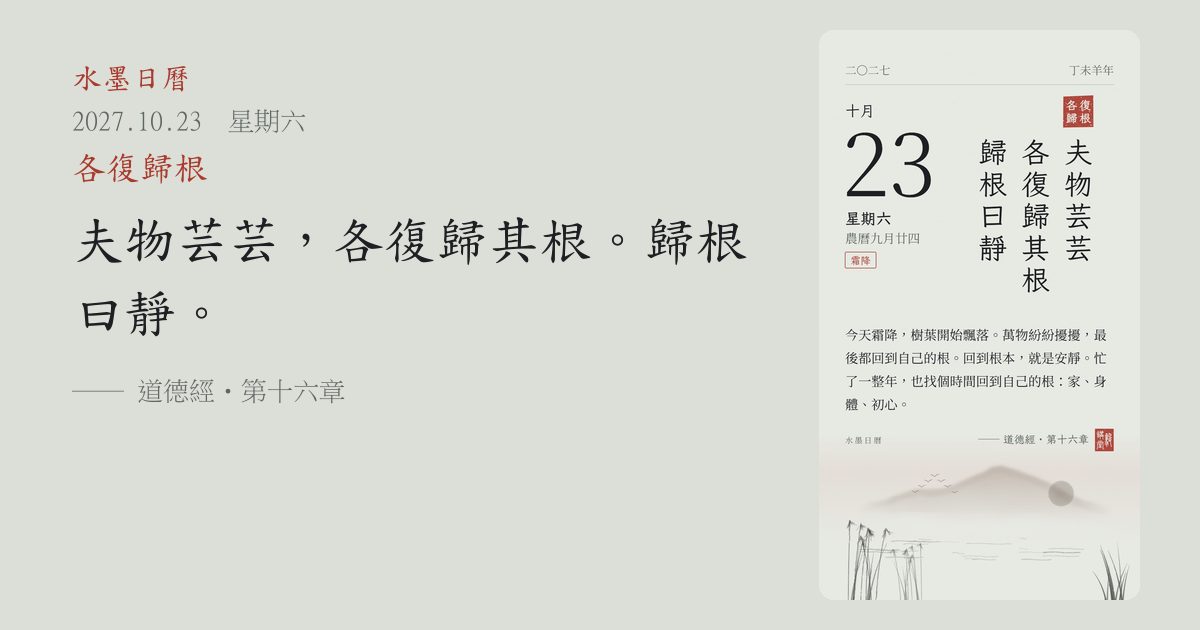 水墨日曆
2027.10.23 星期六
各復歸根
夫物芸芸，各復歸其根。歸根
曰靜。
—— 道德經・第十六章
二〇二七
丁未羊年
十月
23
星期六
農曆九月廿四
霜降
各復歸根
夫物芸芸
各復歸其根
歸根曰靜
今天霜降，樹葉開始飄落。萬物紛紛擾擾，最
後都回到自己的根。回到根本，就是安靜。忙
了一整年，也找個時間回到自己的根：家、身
體、初心。
水墨日曆
—— 道德經・第十六章